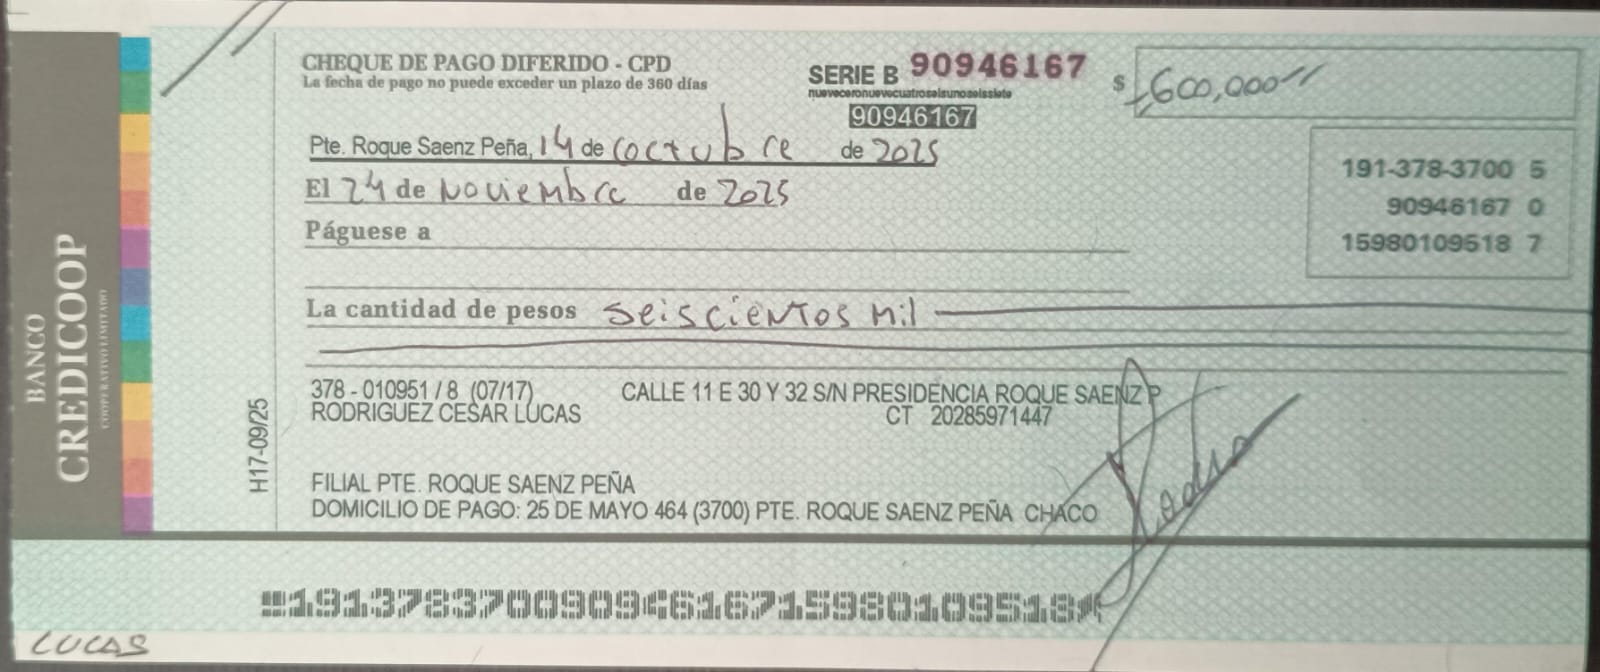 BANCO
CREDICOOP
COOPERATIVO LIMITADO
CHEQUE DE PAGO DIFERIDO - CPD
La fecha de pago no puede exceder un plazo de 360 días
SERIE B 90946167
nueveceronuevecuatroseisunoseissiete
90946167
$ 600,000
Pte. Roque Saenz Peña, 14 de octubre de 2025
El 24 de Noviembre de 2025
Páguese a
191-378-3700 5
90946167 0
15980109518 7
La cantidad de pesos seiscientos mil
378 - 010951 / 8 (07/17) CALLE 11 E 30 Y 32 S/N PRESIDENCIA ROQUE SAENZ P
RODRIGUEZ CESAR LUCAS CT 20285971447
H17-09/25
FILIAL PTE. ROQUE SAENZ PEÑA
DOMICILIO DE PAGO: 25 DE MAYO 464 (3700) PTE. ROQUE SAENZ PEÑA CHACO
19137837009094616715980109518
LUCAS